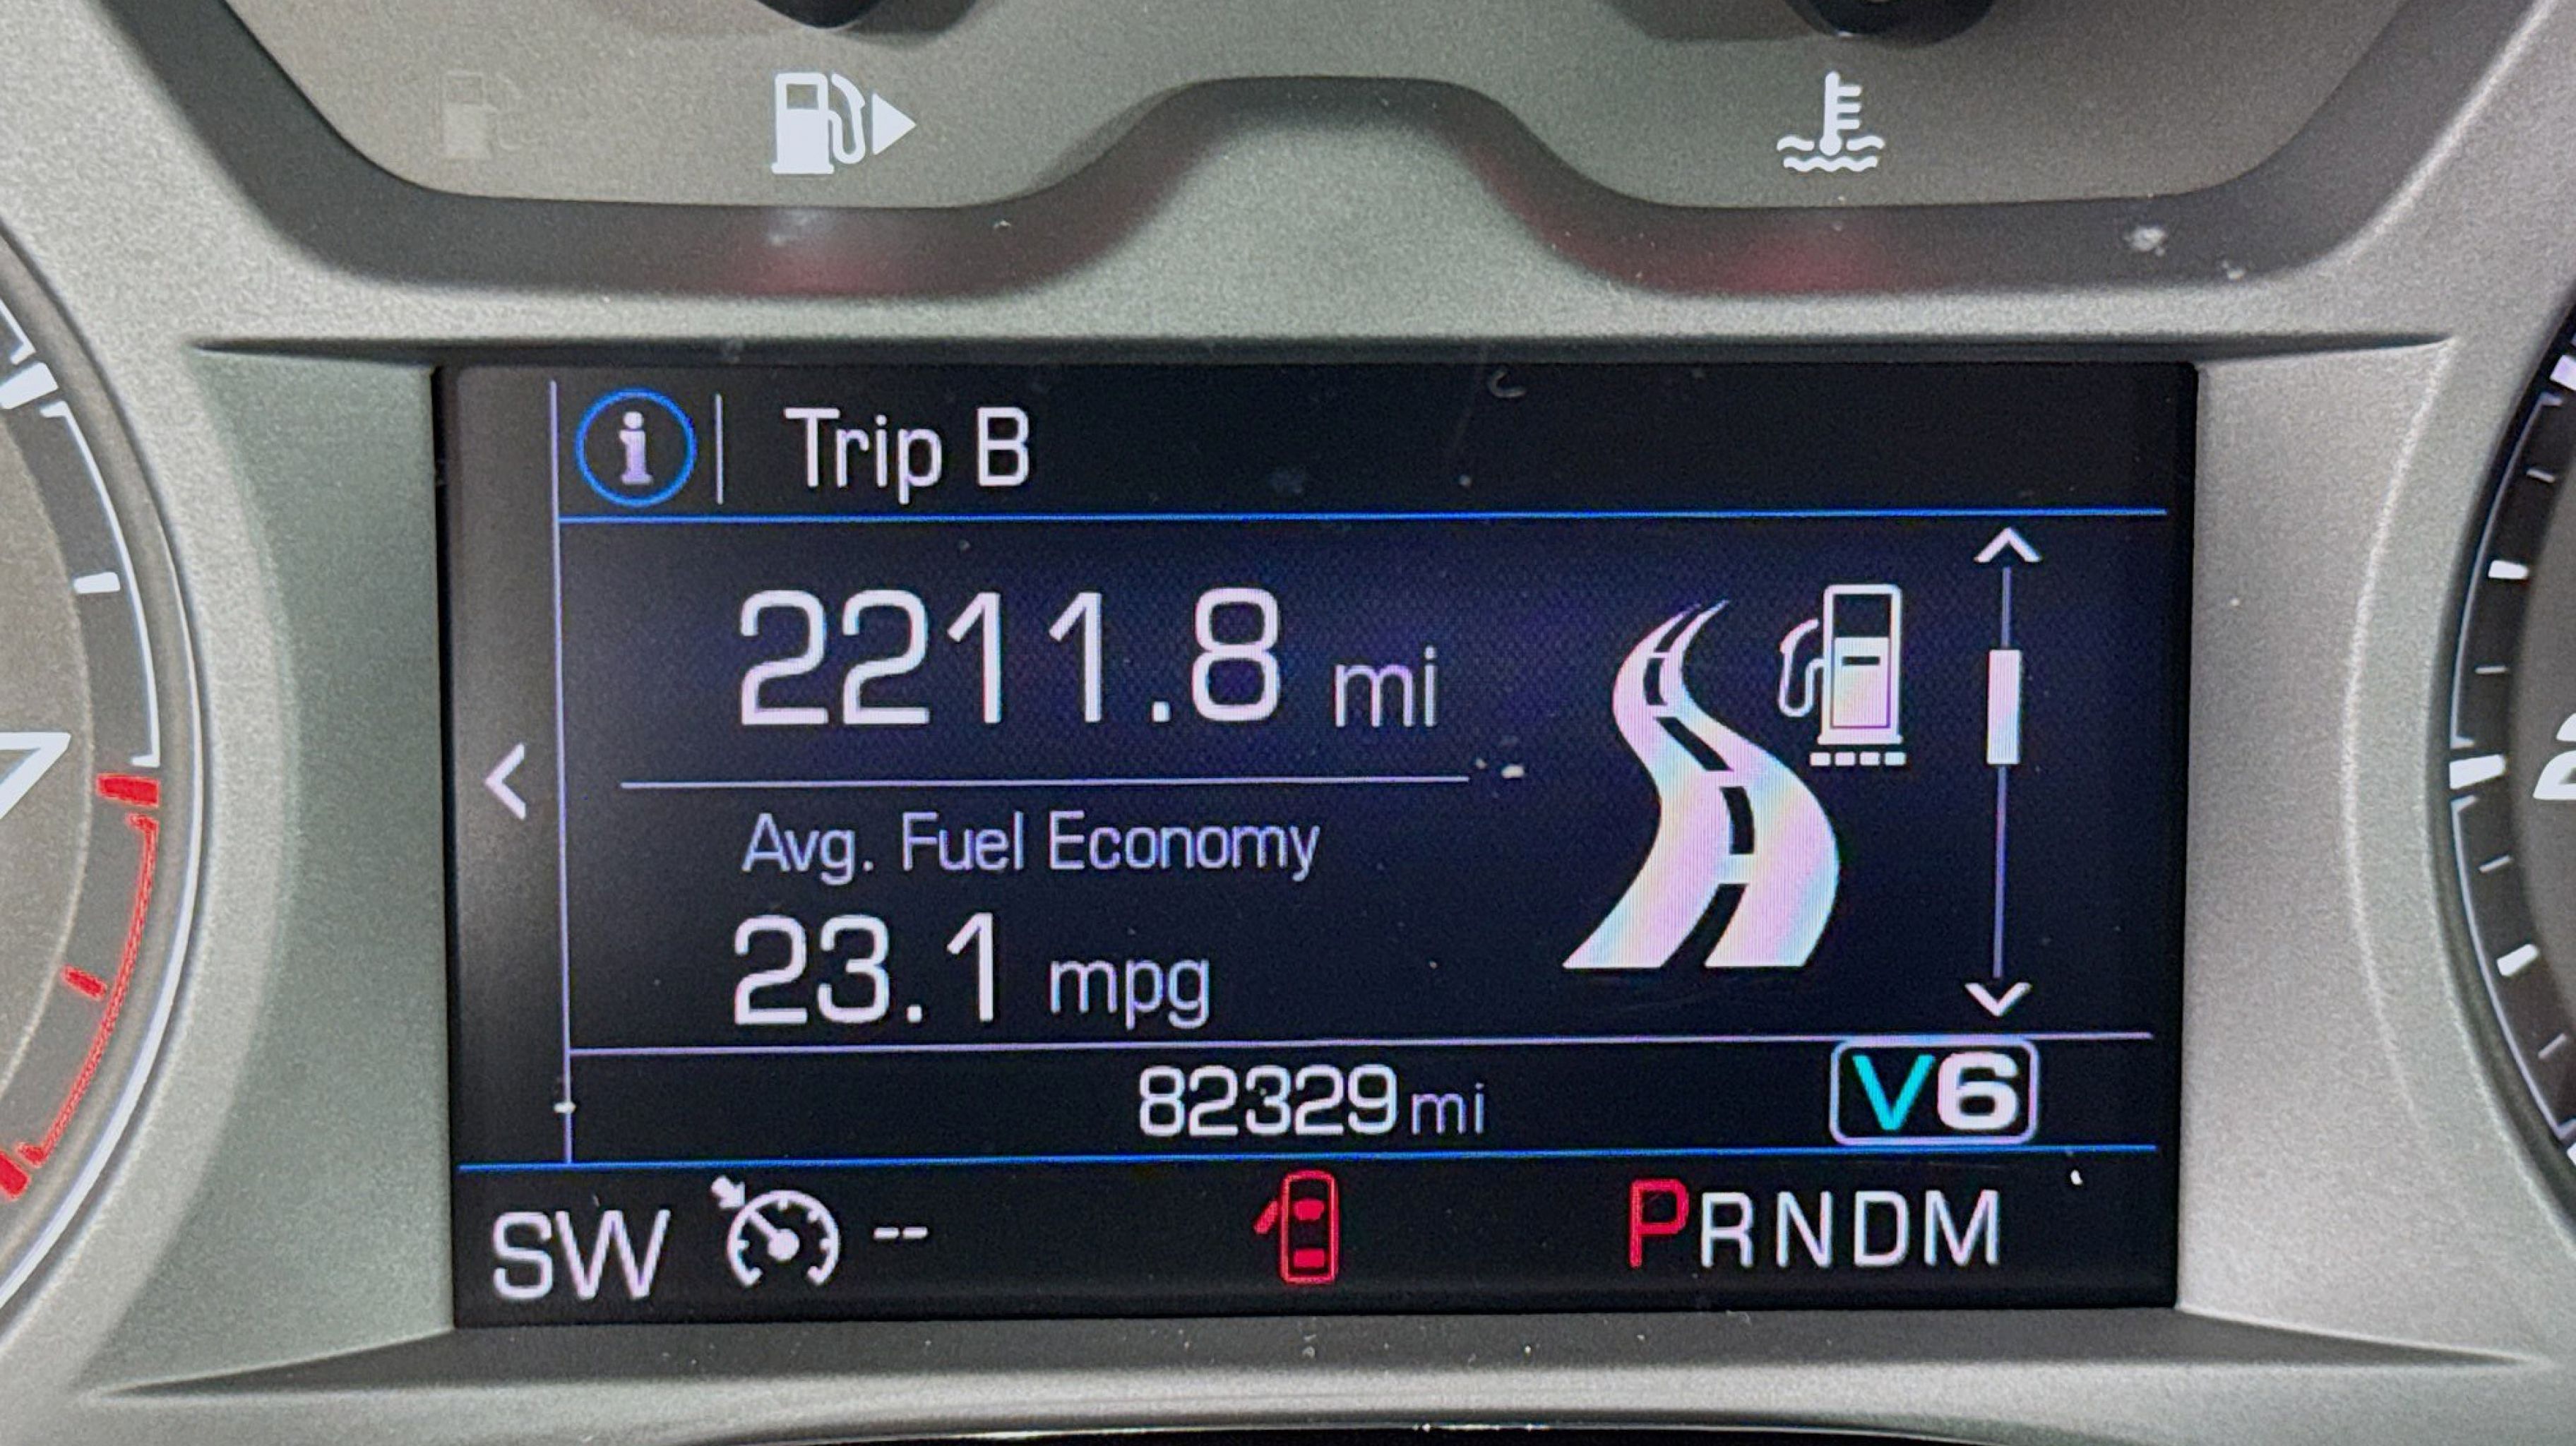 Trip B
2211.8 mi
Avg. Fuel Economy
23.1 mpg
82329 mi V6
SW -- PRNDM